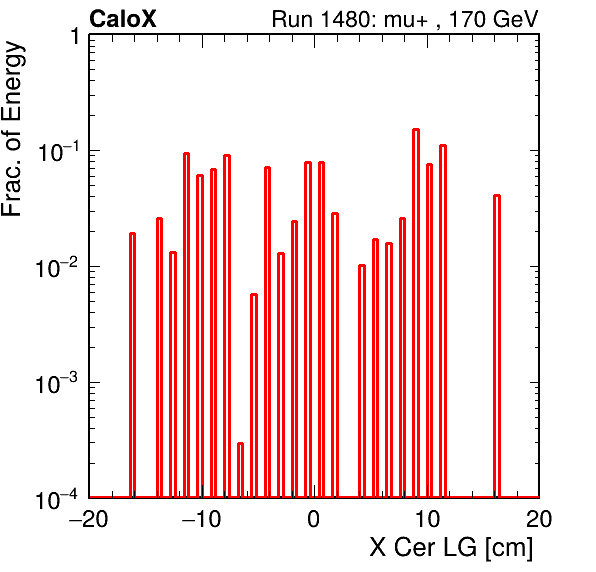 CaloX Run 1480: mu+ , 170 GeV
Frac. of Energy
1
10⁻¹
10⁻²
10⁻³
10⁻⁴
−20 −10 0 10 20
X Cer LG [cm]